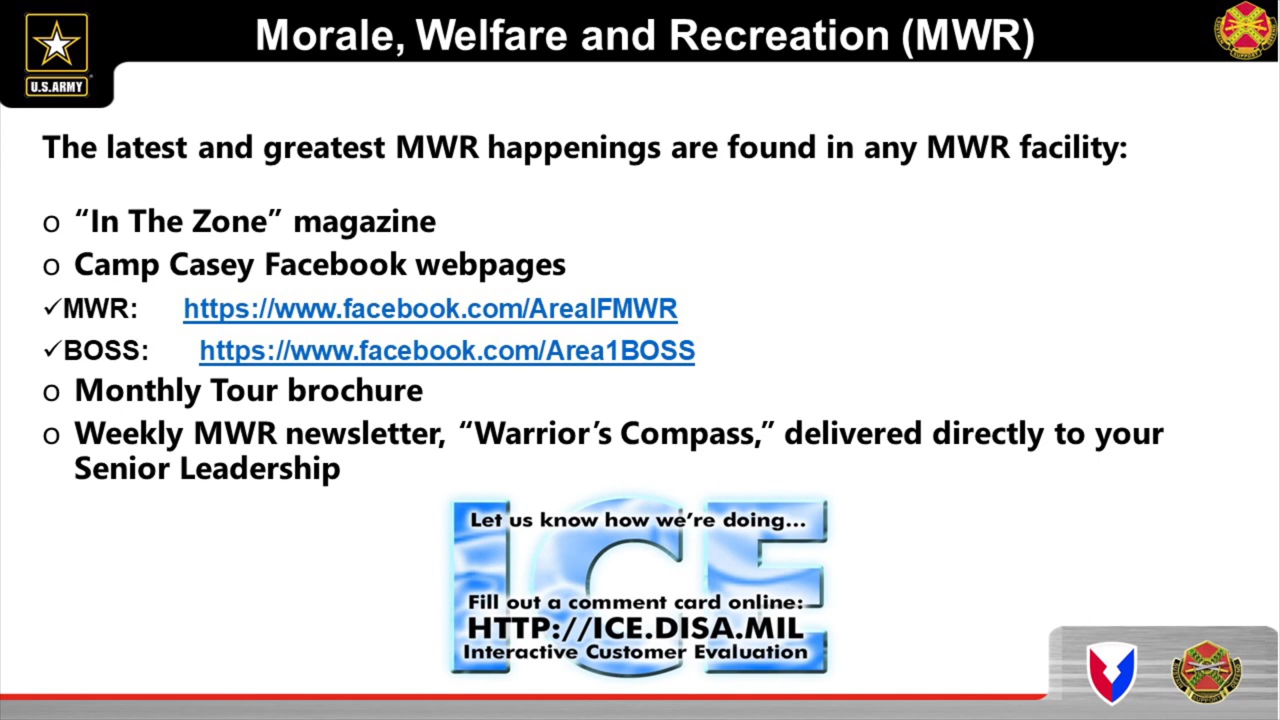 Morale, Welfare and Recreation (MWR)
U.S.ARMY
The latest and greatest MWR happenings are found in any MWR facility:
o “In The Zone” magazine
o Camp Casey Facebook webpages
✓MWR: https://www.facebook.com/AreaIFMWR
✓BOSS: https://www.facebook.com/Area1BOSS
o Monthly Tour brochure
o Weekly MWR newsletter, “Warrior’s Compass,” delivered directly to your
Senior Leadership
ICE
Let us know how we’re doing...
Fill out a comment card online:
HTTP://ICE.DISA.MIL
Interactive Customer Evaluation